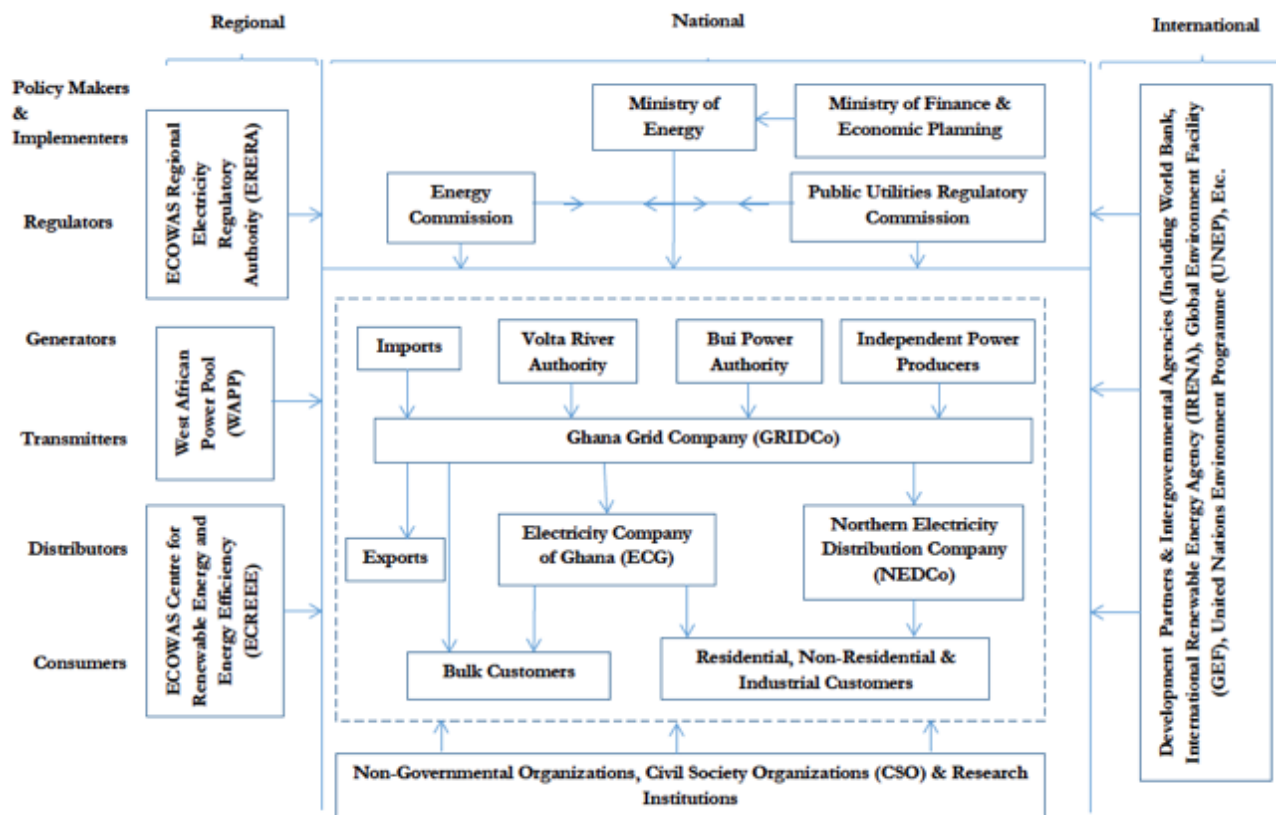 Regional
National
International
Policy Makers
&
Implementers
Regulators
Generators
Transmitters
Distributors
Consumers
ECOWAS Regional
Electricity
Regulatory
Authority (ERERA)
West African
Power Pool
(WAPP)
ECOWAS Centre for
Renewable Energy and
Energy Efficiency
(ECREEE)
Ministry of
Energy
Ministry of Finance &
Economic Planning
Energy
Commission
Public Utilities Regulatory
Commission
Imports
Volta River
Authority
Bui Power
Authority
Independent Power
Producers
Ghana Grid Company (GRIDCo)
Exports
Electricity Company
of Ghana (ECG)
Northern Electricity
Distribution Company
(NEDCo)
Bulk Customers
Residential, Non-Residential &
Industrial Customers
Non-Governmental Organizations, Civil Society Organizations (CSO) & Research
Institutions
Development Partners & Intergovernmental Agencies (Including World Bank,
International Renewable Energy Agency (IRENA), Global Environment Facility
(GEF), United Nations Environment Programme (UNEP), Etc.